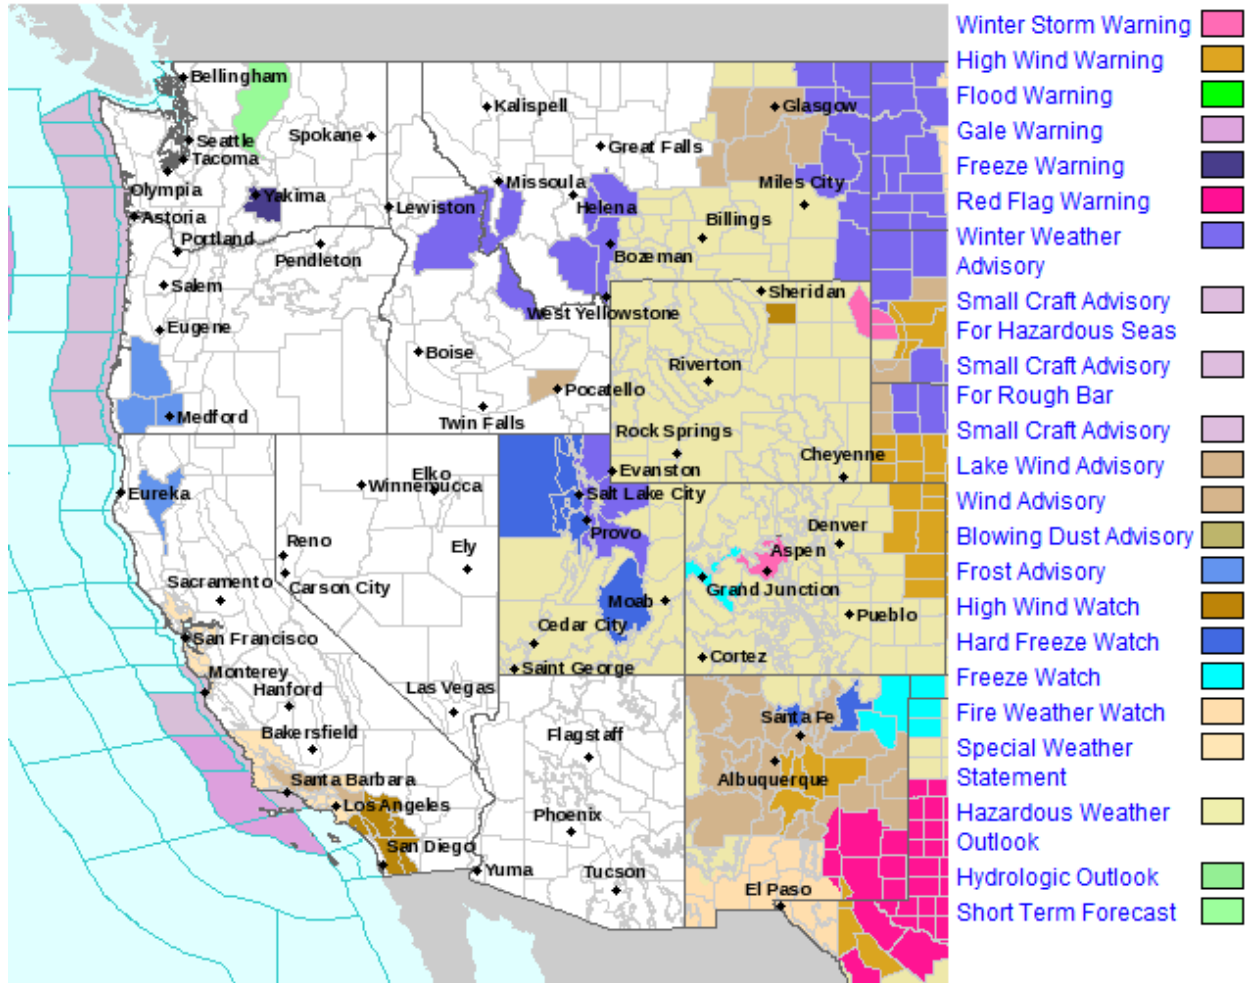 Bellingham
Seattle
Tacoma
Olympia
Spokane
Yakima
Astoria
Portland
Pendleton
Salem
Eugene
Medford
Kalispell
Great Falls
Missoula
Helena
Lewiston
Bozeman
Glasgow
Miles City
Billings
West Yellowstone
Sheridan
Boise
Pocatello
Twin Falls
Riverton
Rock Springs
Evanston
Cheyenne
Eureka
Elko
Winnemucca
Reno
Ely
Carson City
Sacramento
Salt Lake City
Provo
Denver
Aspen
Grand Junction
Moab
Pueblo
Cedar City
Saint George
Cortez
San Francisco
Monterey
Hanford
Las Vegas
Bakersfield
Santa Barbara
Los Angeles
San Diego
Flagstaff
Phoenix
Yuma
Tucson
Santa Fe
Albuquerque
El Paso
Winter Storm Warning
High Wind Warning
Flood Warning
Gale Warning
Freeze Warning
Red Flag Warning
Winter Weather
Advisory
Small Craft Advisory
For Hazardous Seas
Small Craft Advisory
For Rough Bar
Small Craft Advisory
Lake Wind Advisory
Wind Advisory
Blowing Dust Advisory
Frost Advisory
High Wind Watch
Hard Freeze Watch
Freeze Watch
Fire Weather Watch
Special Weather
Statement
Hazardous Weather
Outlook
Hydrologic Outlook
Short Term Forecast